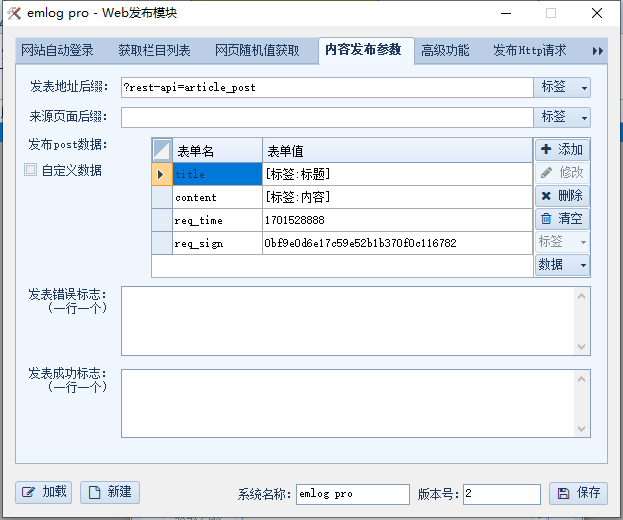 emlog pro - Web发布模块
网站自动登录 获取栏目列表 网页随机值获取 内容发布参数 高级功能 发布Http请求
发表地址后缀: ?rest-api=article_post 标签
来源页面后缀: 标签
发布post数据:
自定义数据
表单名 表单值
title [标签:标题]
content [标签:内容]
req_time 1701528888
req_sign 0bf9e0d6e17c59e52b1b370f0c116782
添加
修改
删除
清空
标签
数据
发表错误标志:
(一行一个)
发表成功标志:
(一行一个)
加载 新建 系统名称: emlog pro 版本号: 2 保存